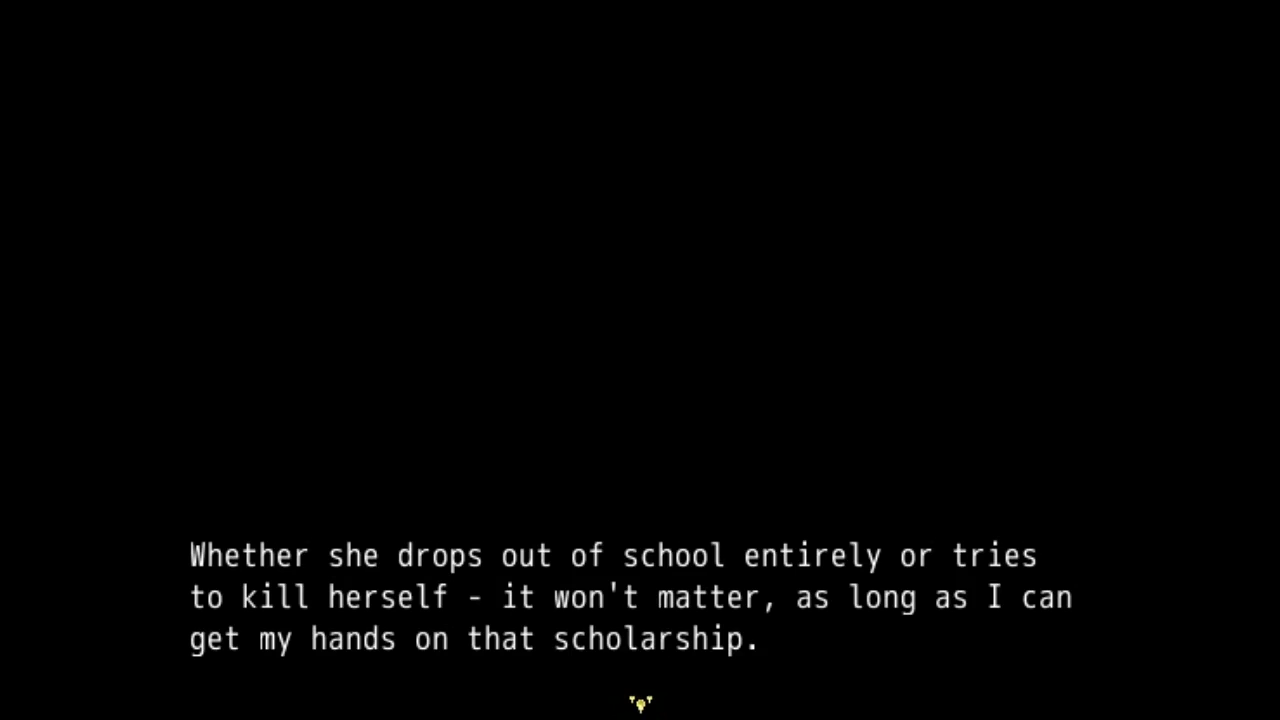 Whether she drops out of school entirely or tries
to kill herself - it won't matter, as long as I can
get my hands on that scholarship.